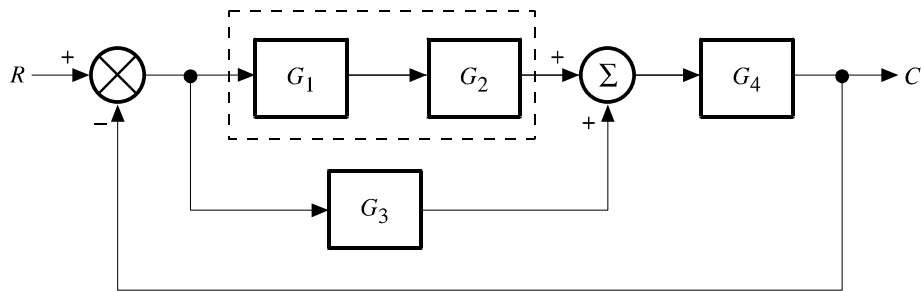 R + − G1 G2 + Σ + G4 C
G3